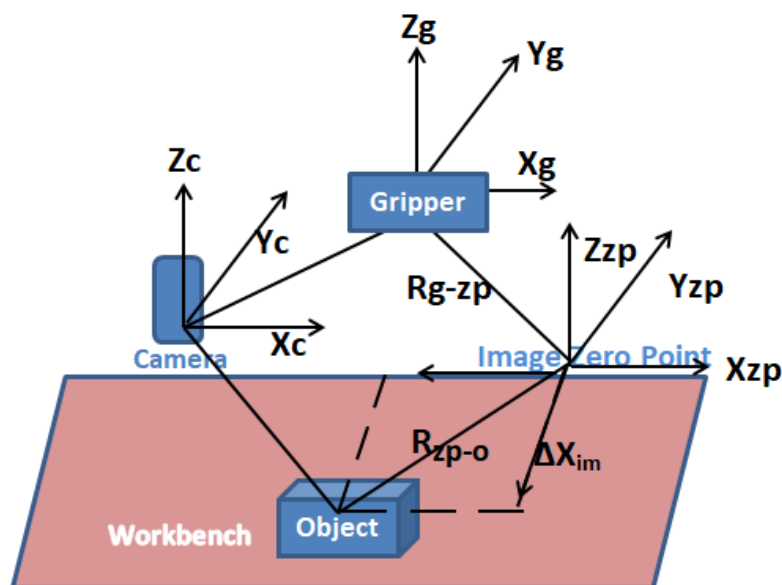 Zg
Yg
Xg
Gripper
Zc
Yc
Xc
Camera
Rg-zp
Zzp
Yzp
Image Zero Point
Xzp
Rzp-o
ΔXim
Object
Workbench